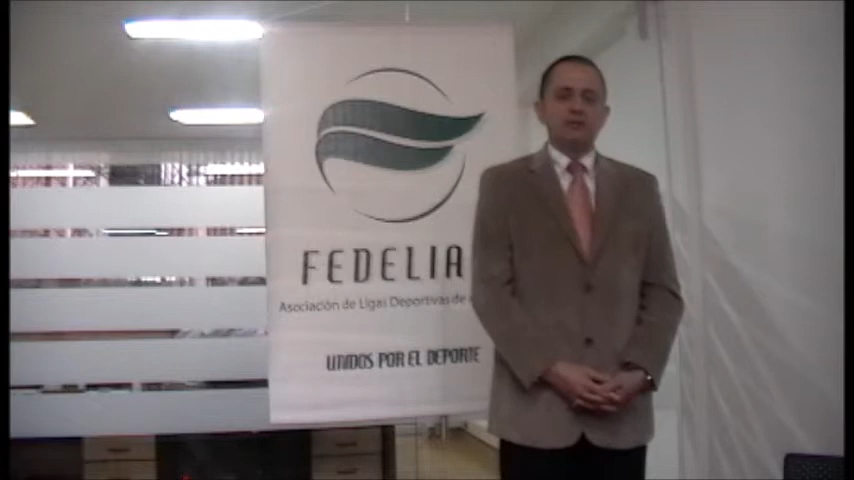 FEDELIA
Asociación de Ligas Deportivas de
UNIDOS POR EL DEPORTE